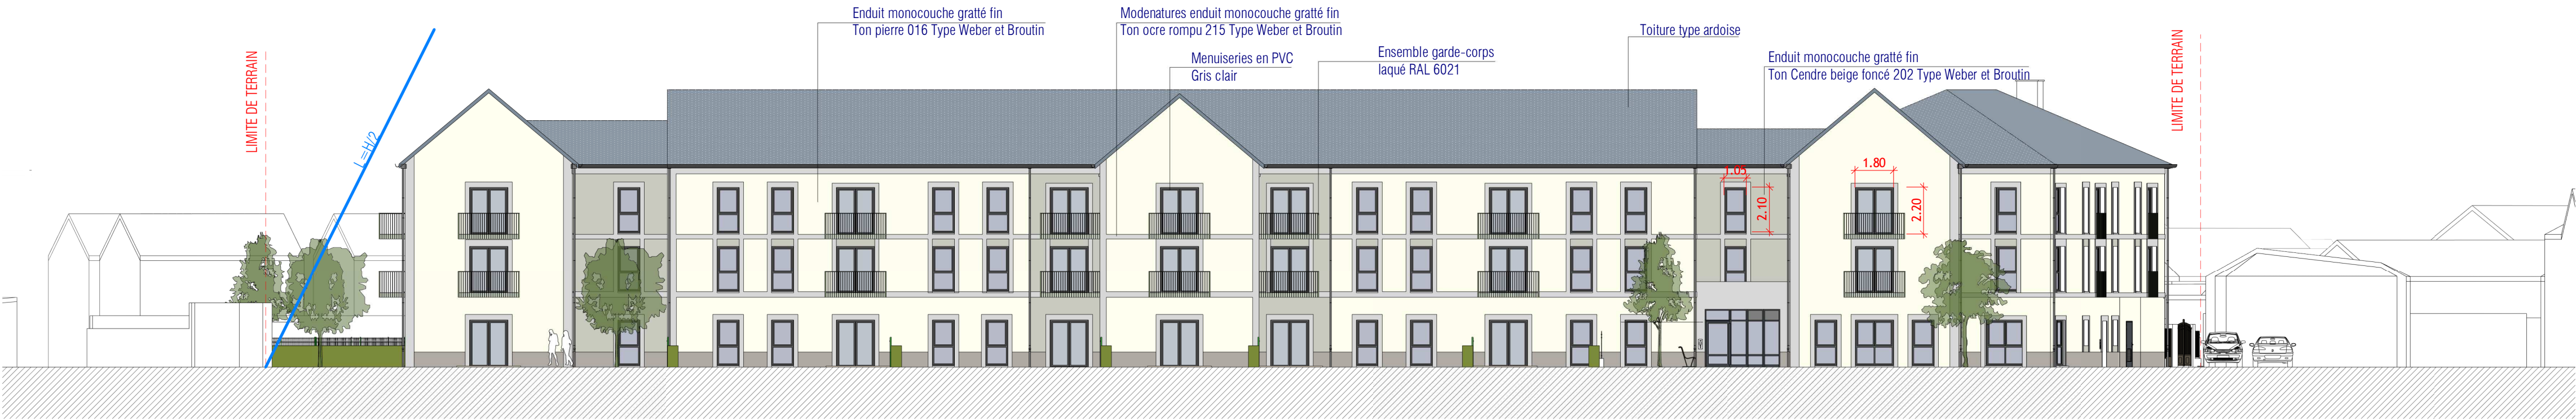 Enduit monocouche gratté fin
Ton pierre 016 Type Weber et Broutin
Modenatures enduit monocouche gratté fin
Ton ocre rompu 215 Type Weber et Broutin
Menuiseries en PVC
Gris clair
Ensemble garde-corps
laqué RAL 6021
Toiture type ardoise
Enduit monocouche gratté fin
Ton Cendre beige foncé 202 Type Weber et Broutin
LIMITE DE TERRAIN
L=H/2
LIMITE DE TERRAIN
1.05
2.10
1.80
2.20